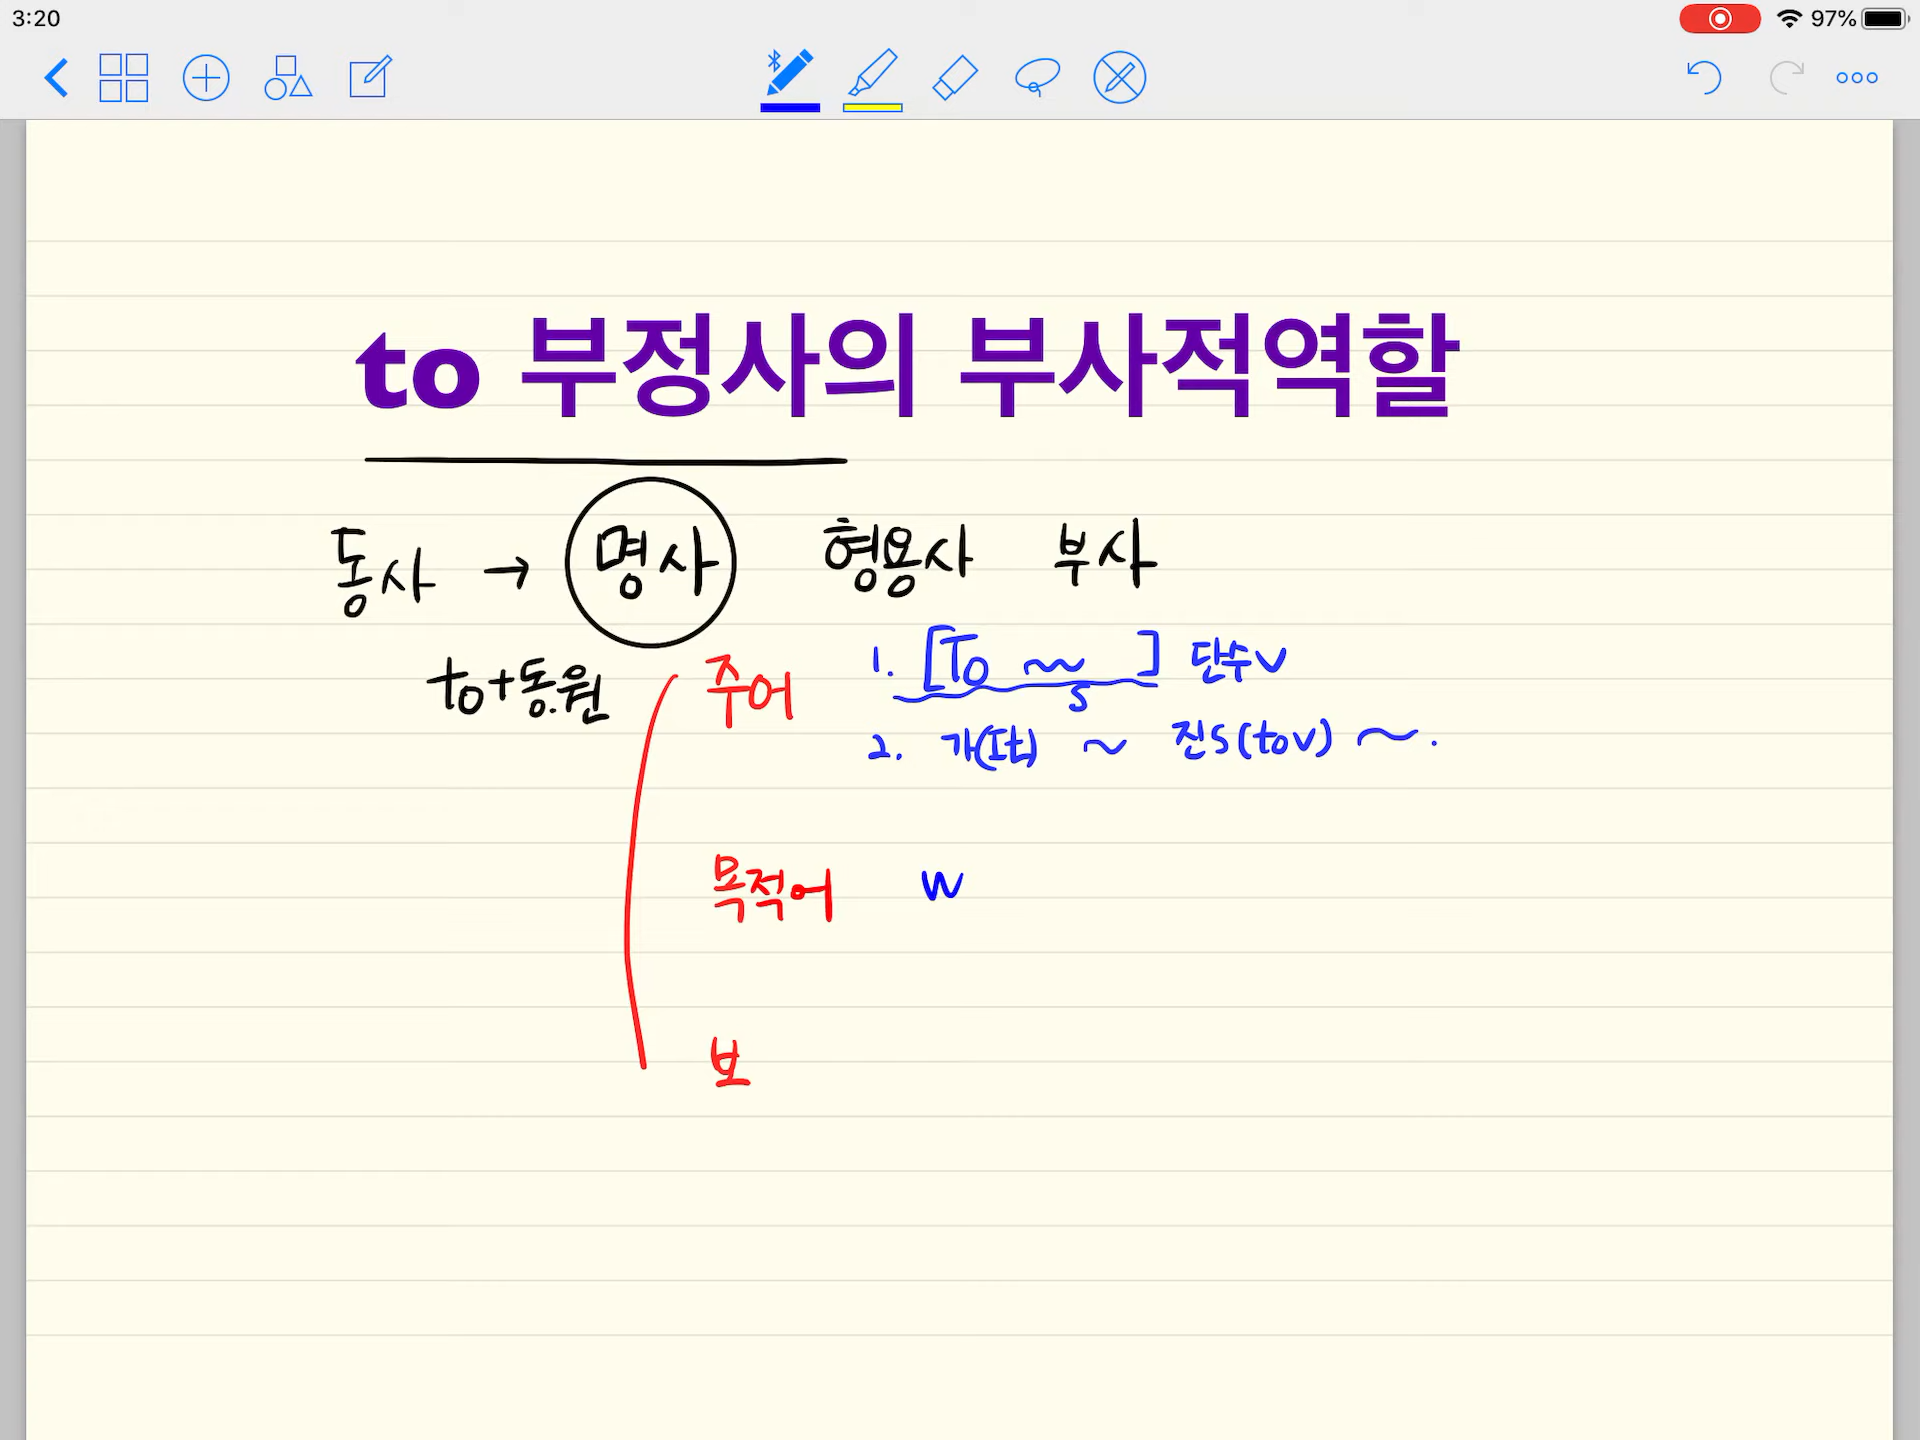 3:20
97%
to 부정사의 부사적역할
동사 → 명사 형용사 부사
to+동.원
주어
1. [To ~~ ] 단수V
S
2. 가(It) ~ 진S(toV) ~.
목적어 w
보